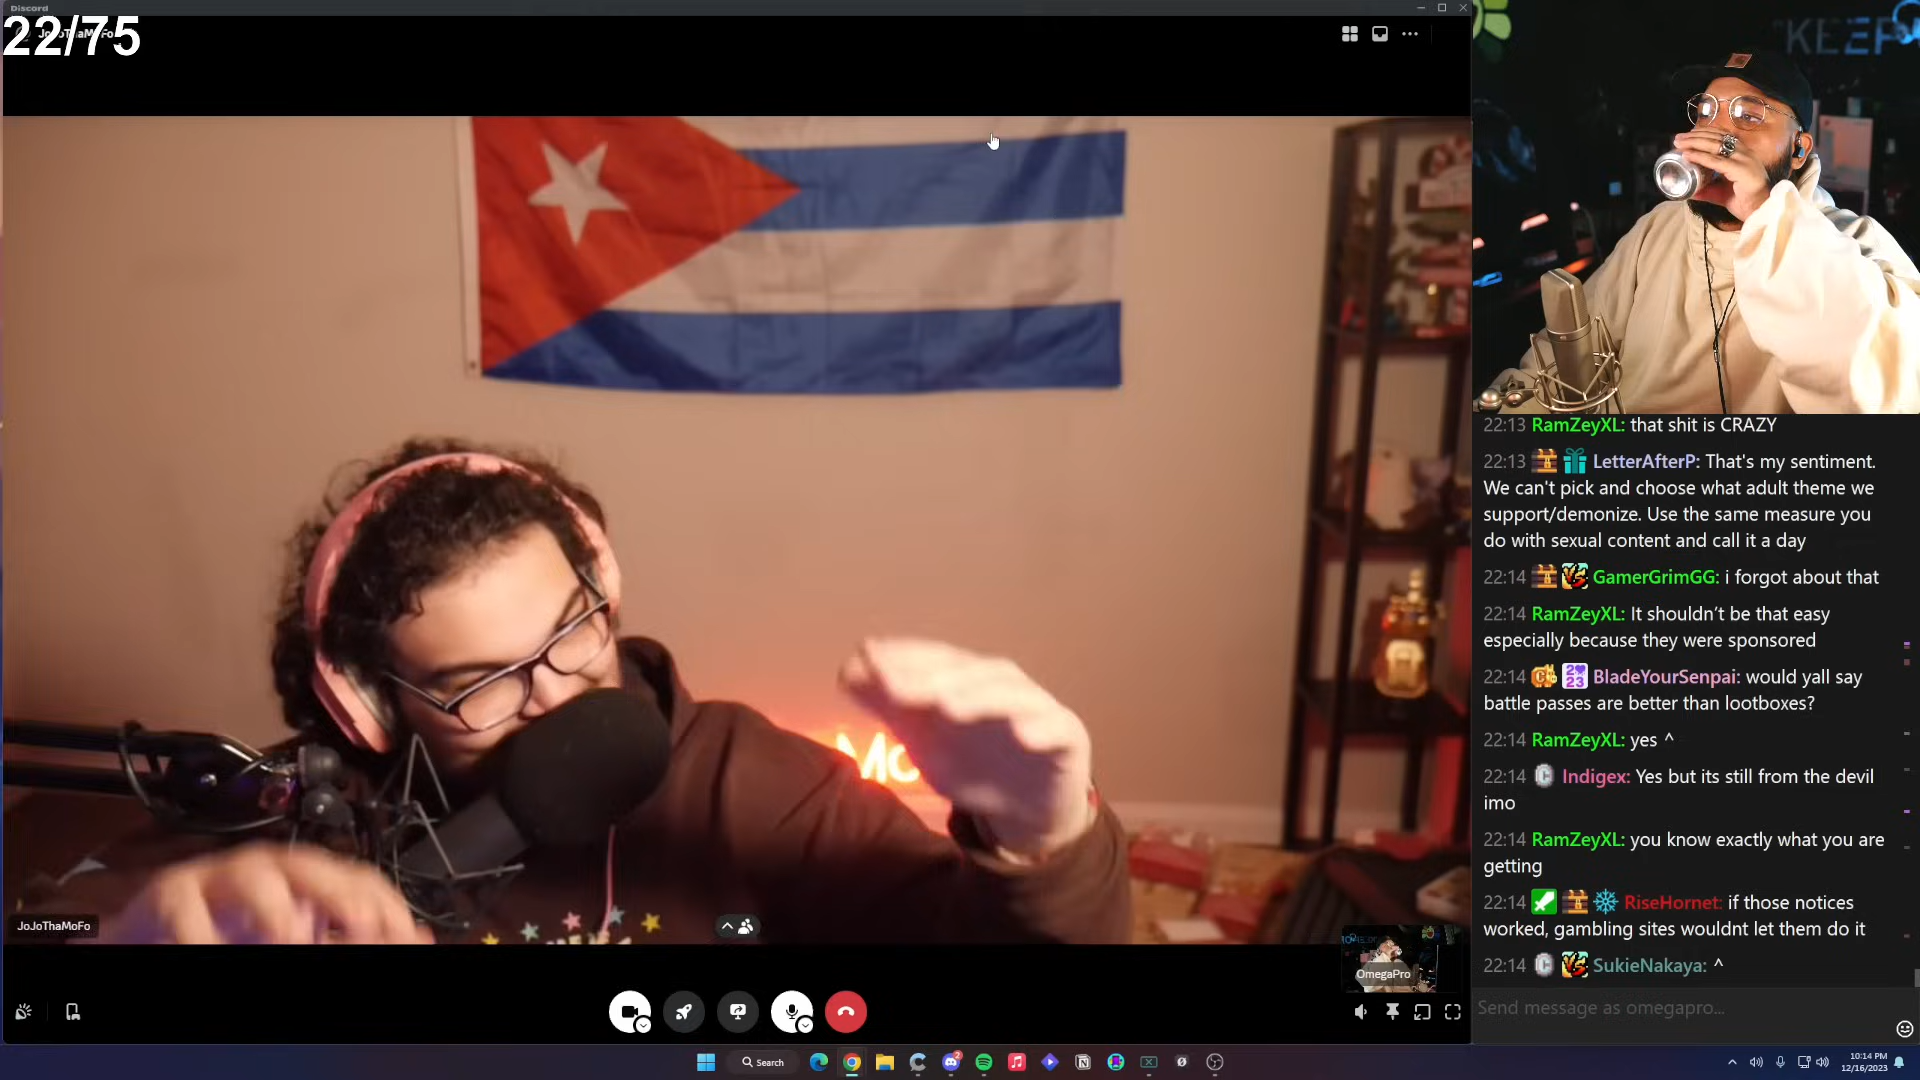 Discord
22/75
JoJoThaMoFo
"KEEP
22:13 RamZeyXL: that shit is CRAZY
22:13 LetterAfterP: That's my sentiment.
We can't pick and choose what adult theme we
support/demonize. Use the same measure you
do with sexual content and call it a day
22:14 GamerGrimGG: i forgot about that
22:14 RamZeyXL: It shouldn't be that easy
especially because they were sponsored
22:14 BladeYourSenpai: would yall say
battle passes are better than lootboxes?
22:14 RamZeyXL: yes ^
22:14 Indigex: Yes but its still from the devil
imo
22:14 RamZeyXL: you know exactly what you are
getting
22:14 RiseHornet: if those notices
worked, gambling sites wouldnt let them do it
22:14 SukieNakaya: ^
Send message as omegapro...
Mo
JoJoThaMoFo
OmegaPro
Search
2
10:14 PM
12/16/2023